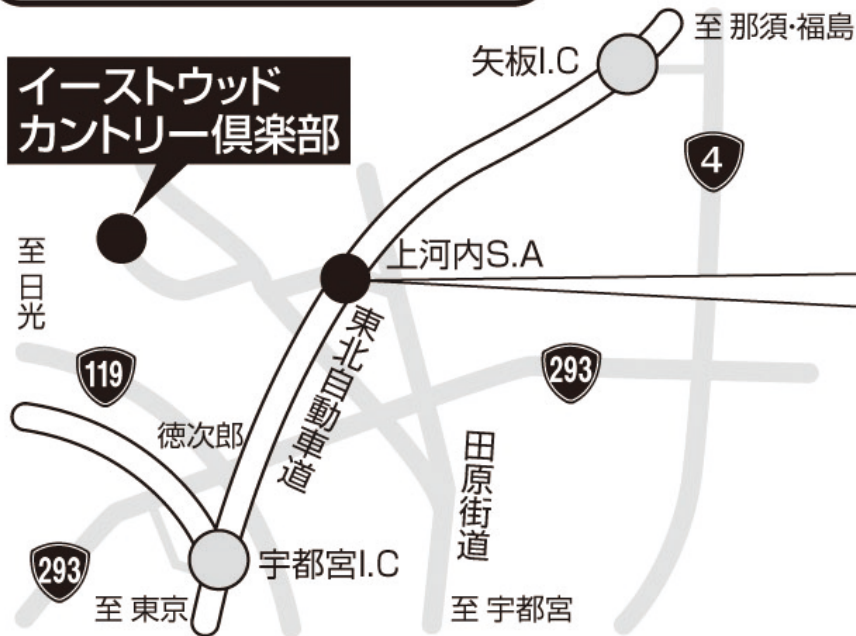 至 那須・福島
矢板I.C
イーストウッド
カントリー倶楽部
4
至 日光
上河内S.A
東北自動車道
119
293
徳次郎
田原街道
293
宇都宮I.C
至 東京
至 宇都宮